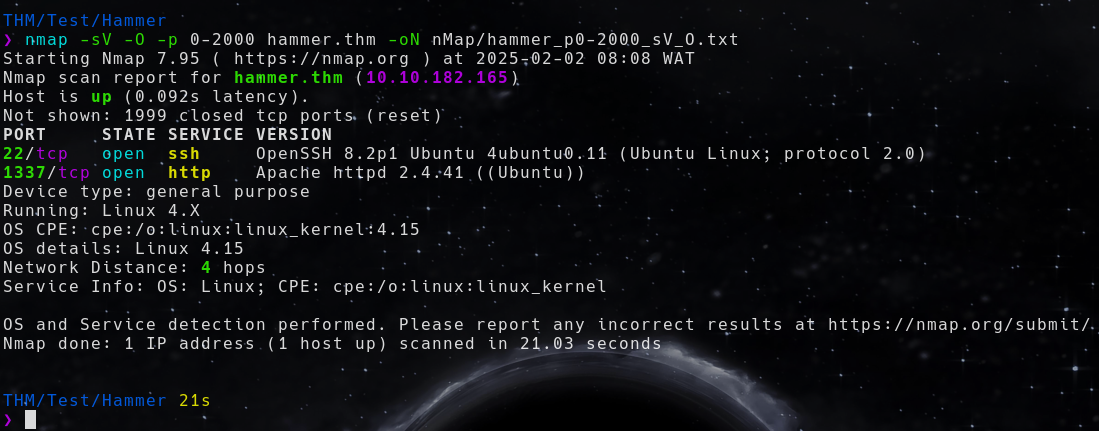 THM/Test/Hammer
❯ nmap -sV -O -p 0-2000 hammer.thm -oN nMap/hammer_p0-2000_sV_O.txt
Starting Nmap 7.95 ( https://nmap.org ) at 2025-02-02 08:08 WAT
Nmap scan report for hammer.thm (10.10.182.165)
Host is up (0.092s latency).
Not shown: 1999 closed tcp ports (reset)
PORT     STATE SERVICE VERSION
22/tcp   open  ssh     OpenSSH 8.2p1 Ubuntu 4ubuntu0.11 (Ubuntu Linux; protocol 2.0)
1337/tcp open  http    Apache httpd 2.4.41 ((Ubuntu))
Device type: general purpose
Running: Linux 4.X
OS CPE: cpe:/o:linux:linux_kernel:4.15
OS details: Linux 4.15
Network Distance: 4 hops
Service Info: OS: Linux; CPE: cpe:/o:linux:linux_kernel
OS and Service detection performed. Please report any incorrect results at https://nmap.org/submit/
Nmap done: 1 IP address (1 host up) scanned in 21.03 seconds
THM/Test/Hammer 21s
❯